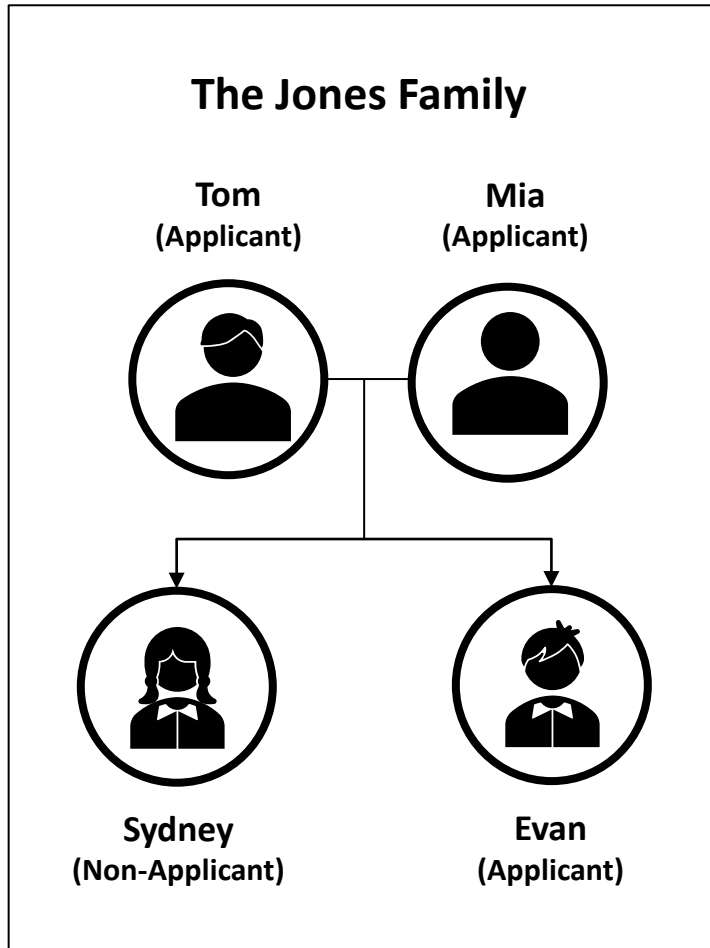 The Jones Family
Tom
(Applicant)
Mia
(Applicant)
Sydney
(Non-Applicant)
Evan
(Applicant)